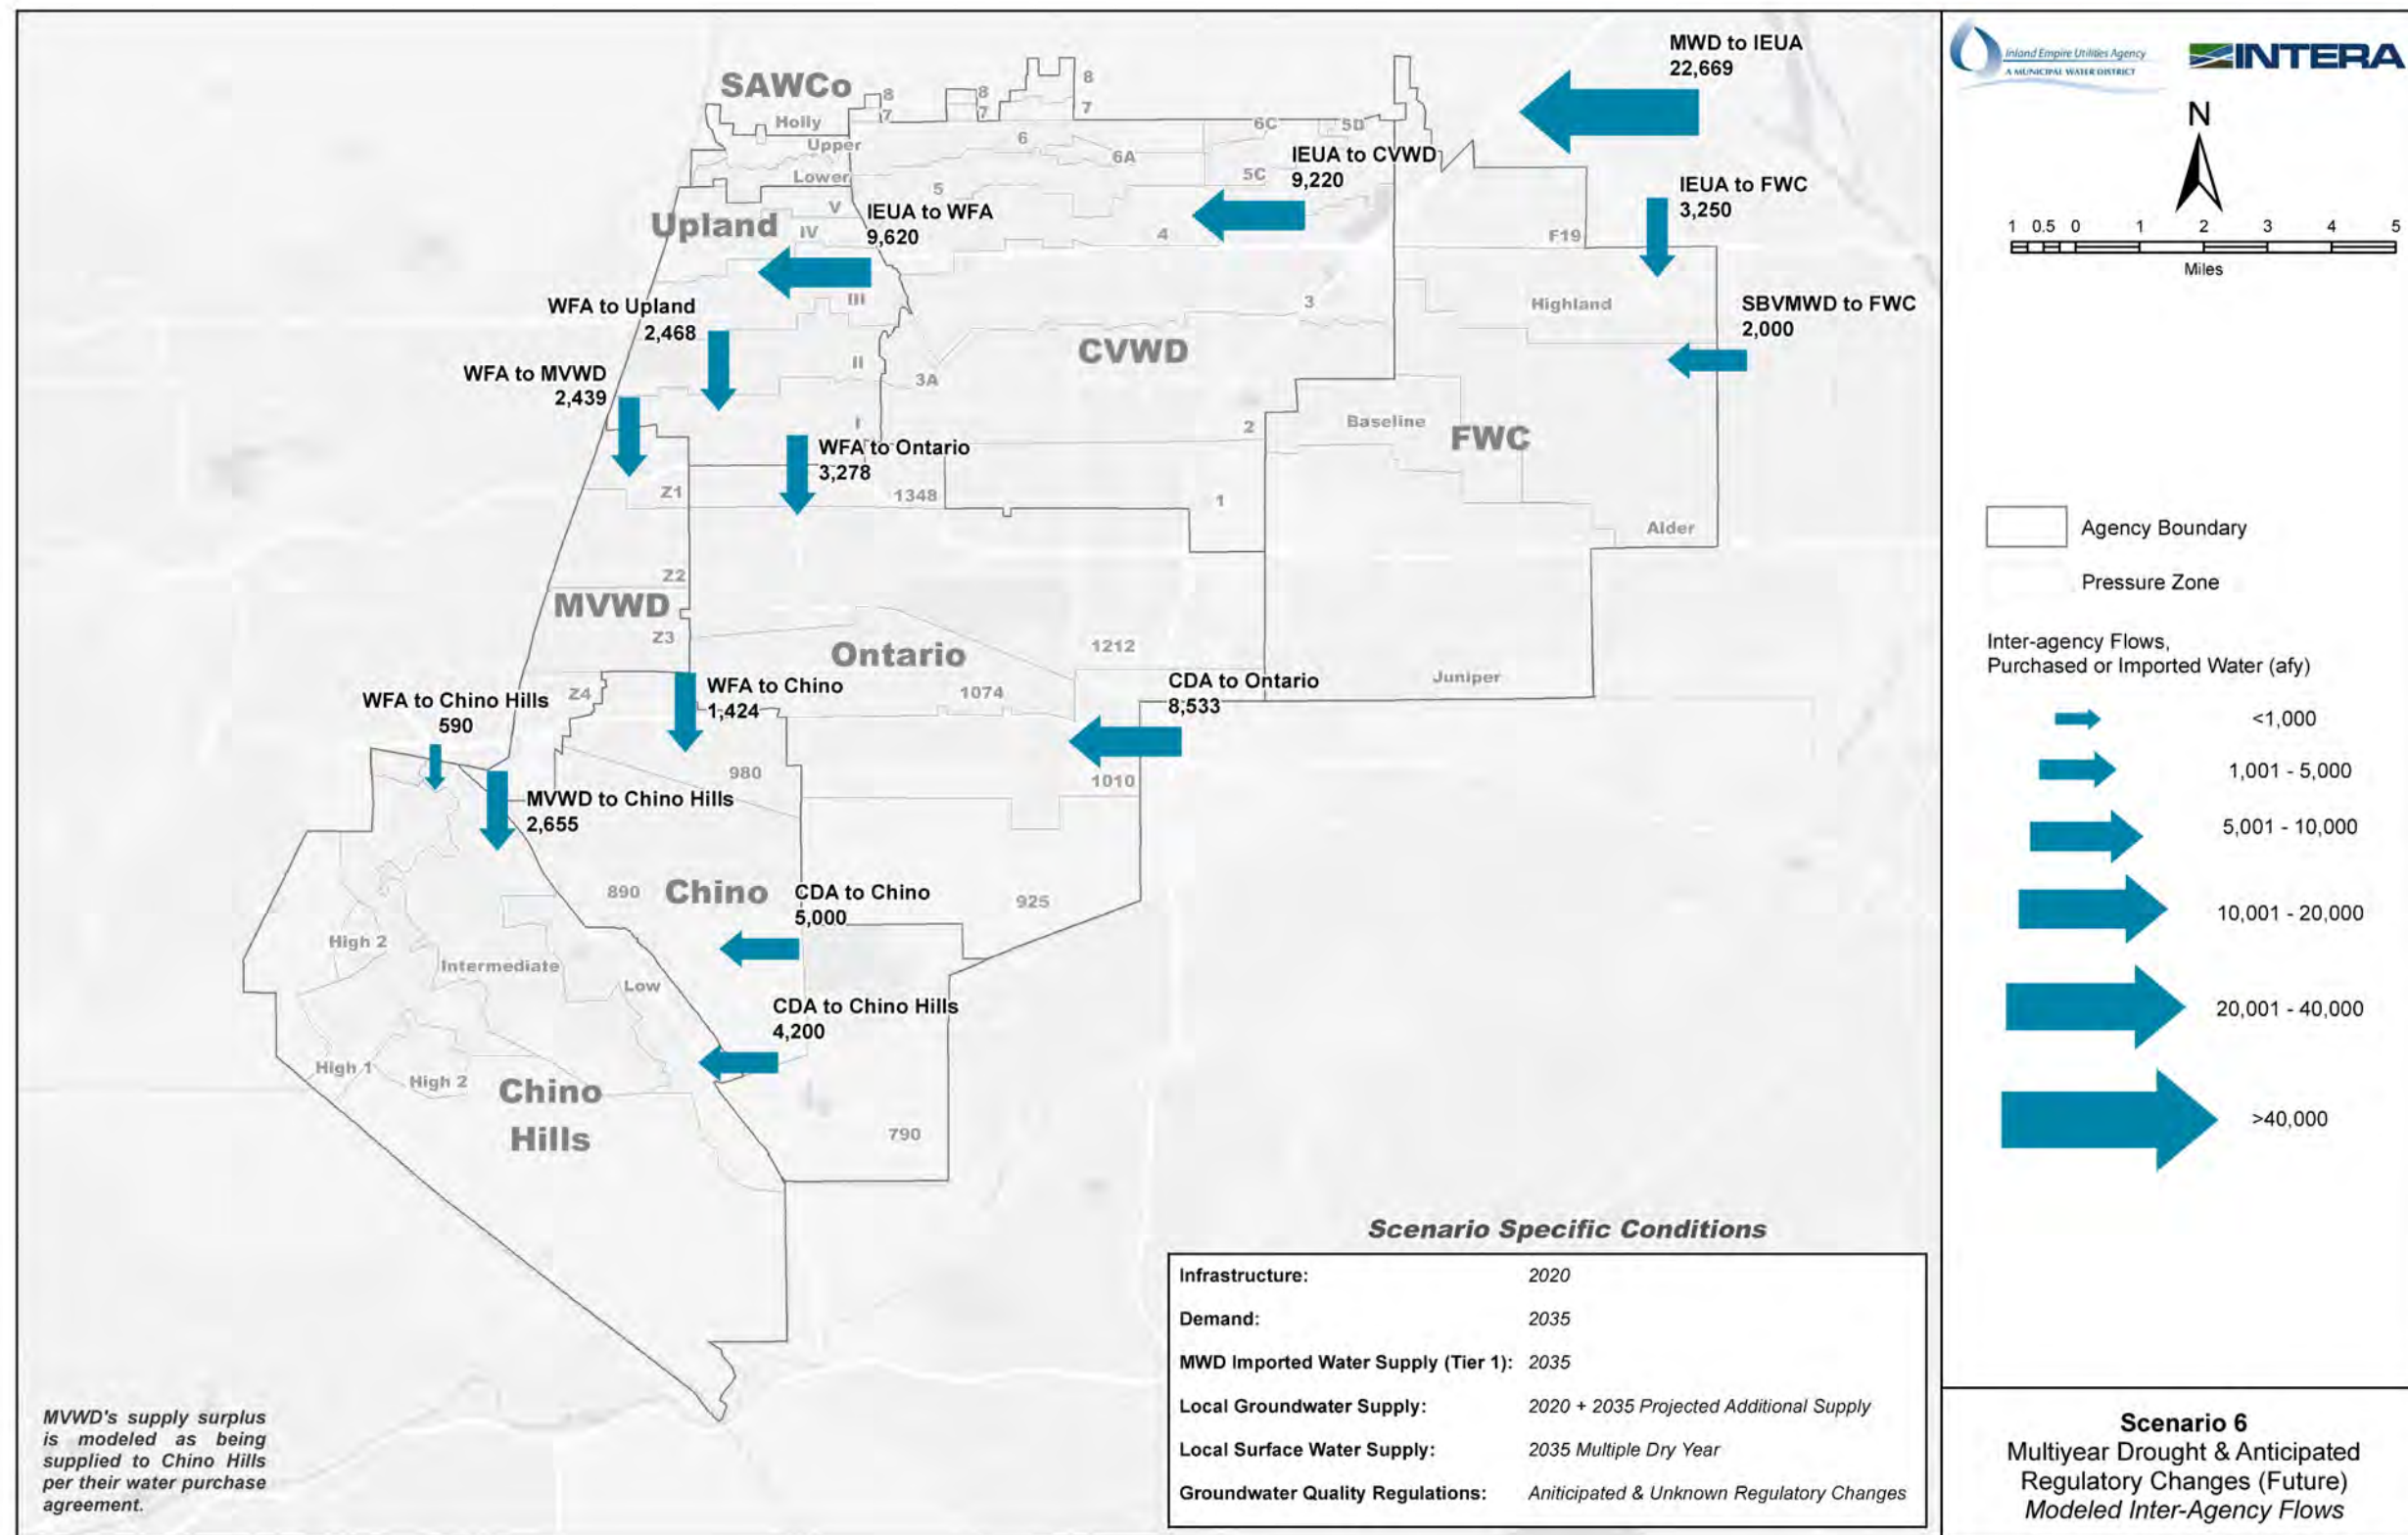 SAWCo
Holly
Upper
Lower
8
7
8
7
8
7
6
6A
6C
5D
5C
5
4
MWD to IEUA
22,669
IEUA to CVWD
9,220
IEUA to FWC
3,250
F19
Upland
V
IV
III
II
I
IEUA to WFA
9,620
WFA to Upland
2,468
WFA to MVWD
2,439
WFA to Ontario
3,278
CVWD
3
3A
2
1
1348
Highland
SBVMWD to FWC
2,000
Baseline
FWC
Alder
Juniper
Z1
Z2
MVWD
Z3
Z4
Ontario
1212
1074
WFA to Chino Hills
590
WFA to Chino
1,424
CDA to Ontario
8,533
980
1010
MVWD to Chino Hills
2,655
890
Chino
CDA to Chino
5,000
925
High 2
Intermediate
Low
CDA to Chino Hills
4,200
High 1
High 2
Chino
Hills
790
MVWD's supply surplus
is modeled as being
supplied to Chino Hills
per their water purchase
agreement.
Scenario Specific Conditions
Infrastructure: 2020
Demand: 2035
MWD Imported Water Supply (Tier 1): 2035
Local Groundwater Supply: 2020 + 2035 Projected Additional Supply
Local Surface Water Supply: 2035 Multiple Dry Year
Groundwater Quality Regulations: Aniticipated & Unknown Regulatory Changes
Inland Empire Utilities Agency
A MUNICIPAL WATER DISTRICT
INTERA
N
1 0.5 0 1 2 3 4 5
Miles
Agency Boundary
Pressure Zone
Inter-agency Flows,
Purchased or Imported Water (afy)
<1,000
1,001 - 5,000
5,001 - 10,000
10,001 - 20,000
20,001 - 40,000
>40,000
Scenario 6
Multiyear Drought & Anticipated
Regulatory Changes (Future)
Modeled Inter-Agency Flows